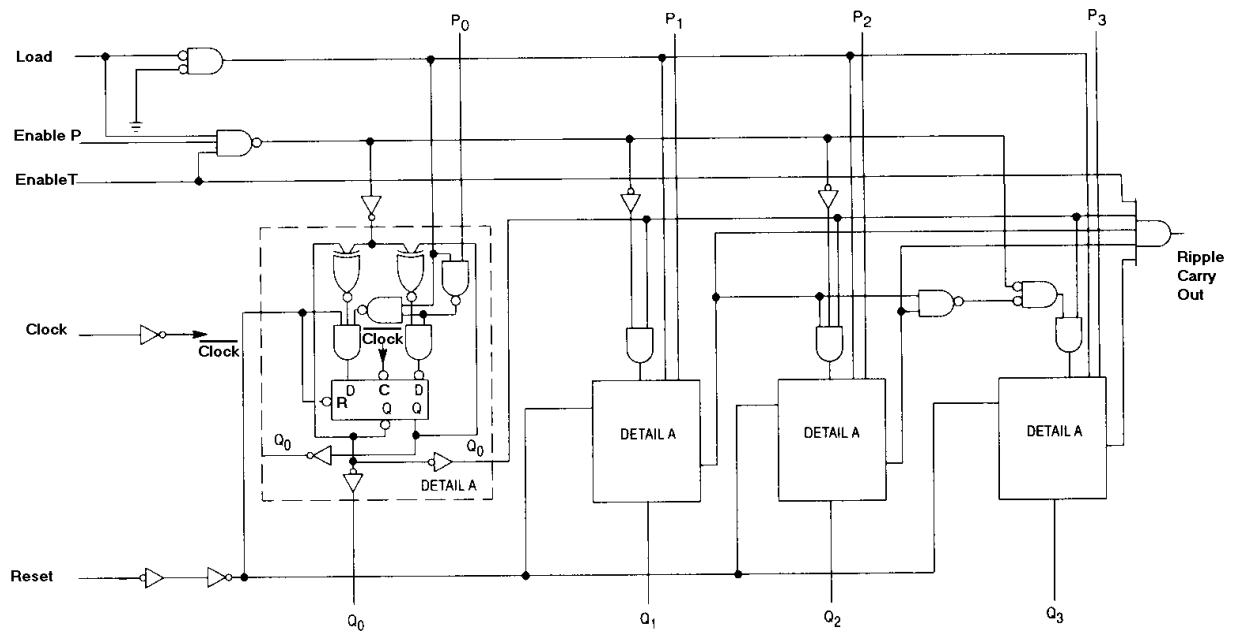 P0
P1
P2
P3
Load
Enable P
EnableT
Ripple
Carry
Out
Clock
Clock
Clock
D
C
D
R
Q
Q
Q0
Q0
DETAIL A
DETAIL A
DETAIL A
DETAIL A
Reset
Q0
Q1
Q2
Q3